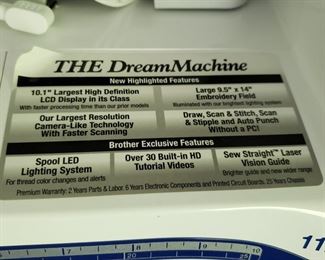 THE DreamMachine
New Highlighted Features
10.1" Largest High Definition
LCD Display in its Class
With faster processing time than our prior models
Large 9.5" x 14"
Embroidery Field
Illuminated with our brightest lighting system
Our Largest Resolution
Camera-Like Technology
With Faster Scanning
Draw, Scan & Stitch, Scan
& Stipple and Auto Punch
Without a PC!
Brother Exclusive Features
Spool LED
Lighting System
For thread color changes and alerts
Over 30 Built-in HD
Tutorial Videos
Sew Straight™ Laser
Vision Guide
Brighter guide and new wider range
Premium Warranty: 2 Years Parts & Labor. 6 Years Electronic Components and Printed Circuit Boards. 25 Years Chassis
11
10
20
25